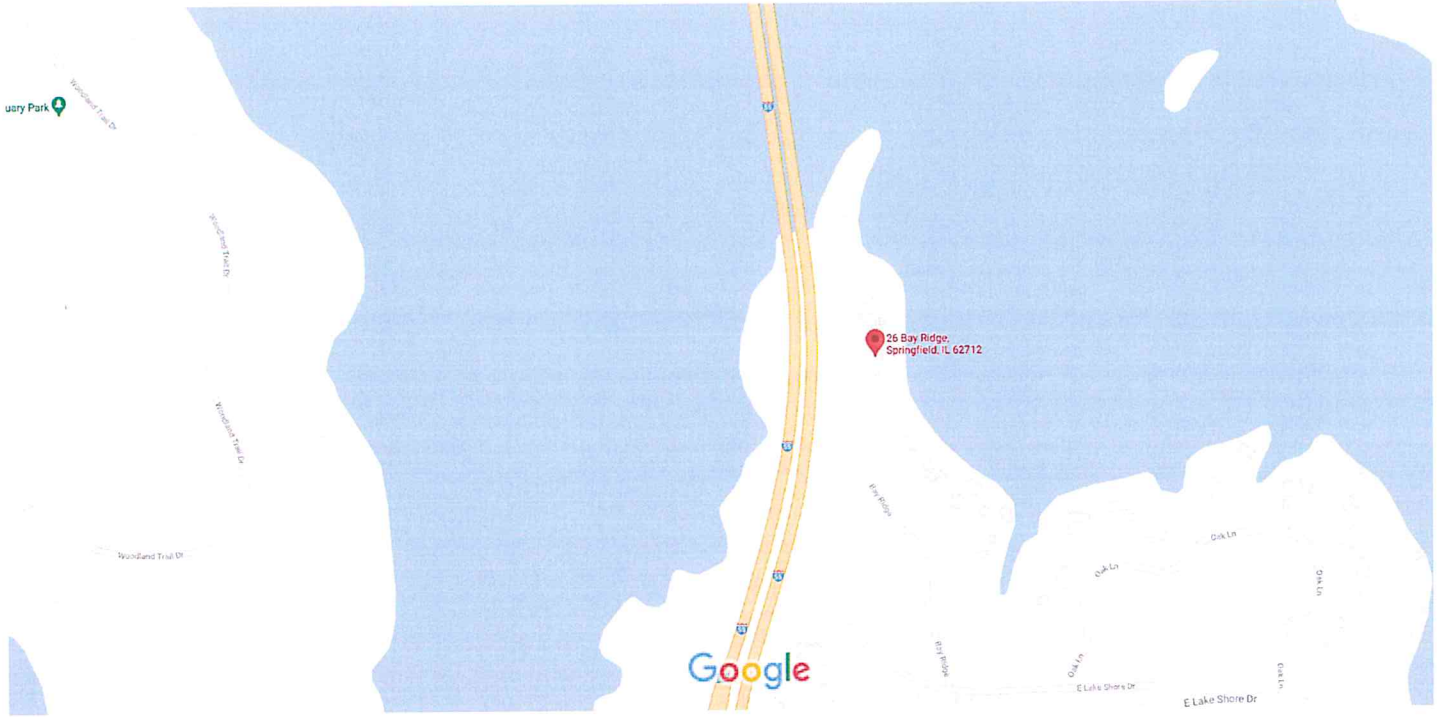 uary Park
Woodland Trail Dr
55
Woodland Trail Dr
26 Bay Ridge,
Springfield, IL 62712
Woodland Trail Dr
55
Bay Ridge
Oak Ln
Woodland Trail Dr
Oak Ln
55
Oak Ln
55
Bay Ridge
Oak Ln
Google
Oak Ln
E Lake Shore Dr
E Lake Shore Dr